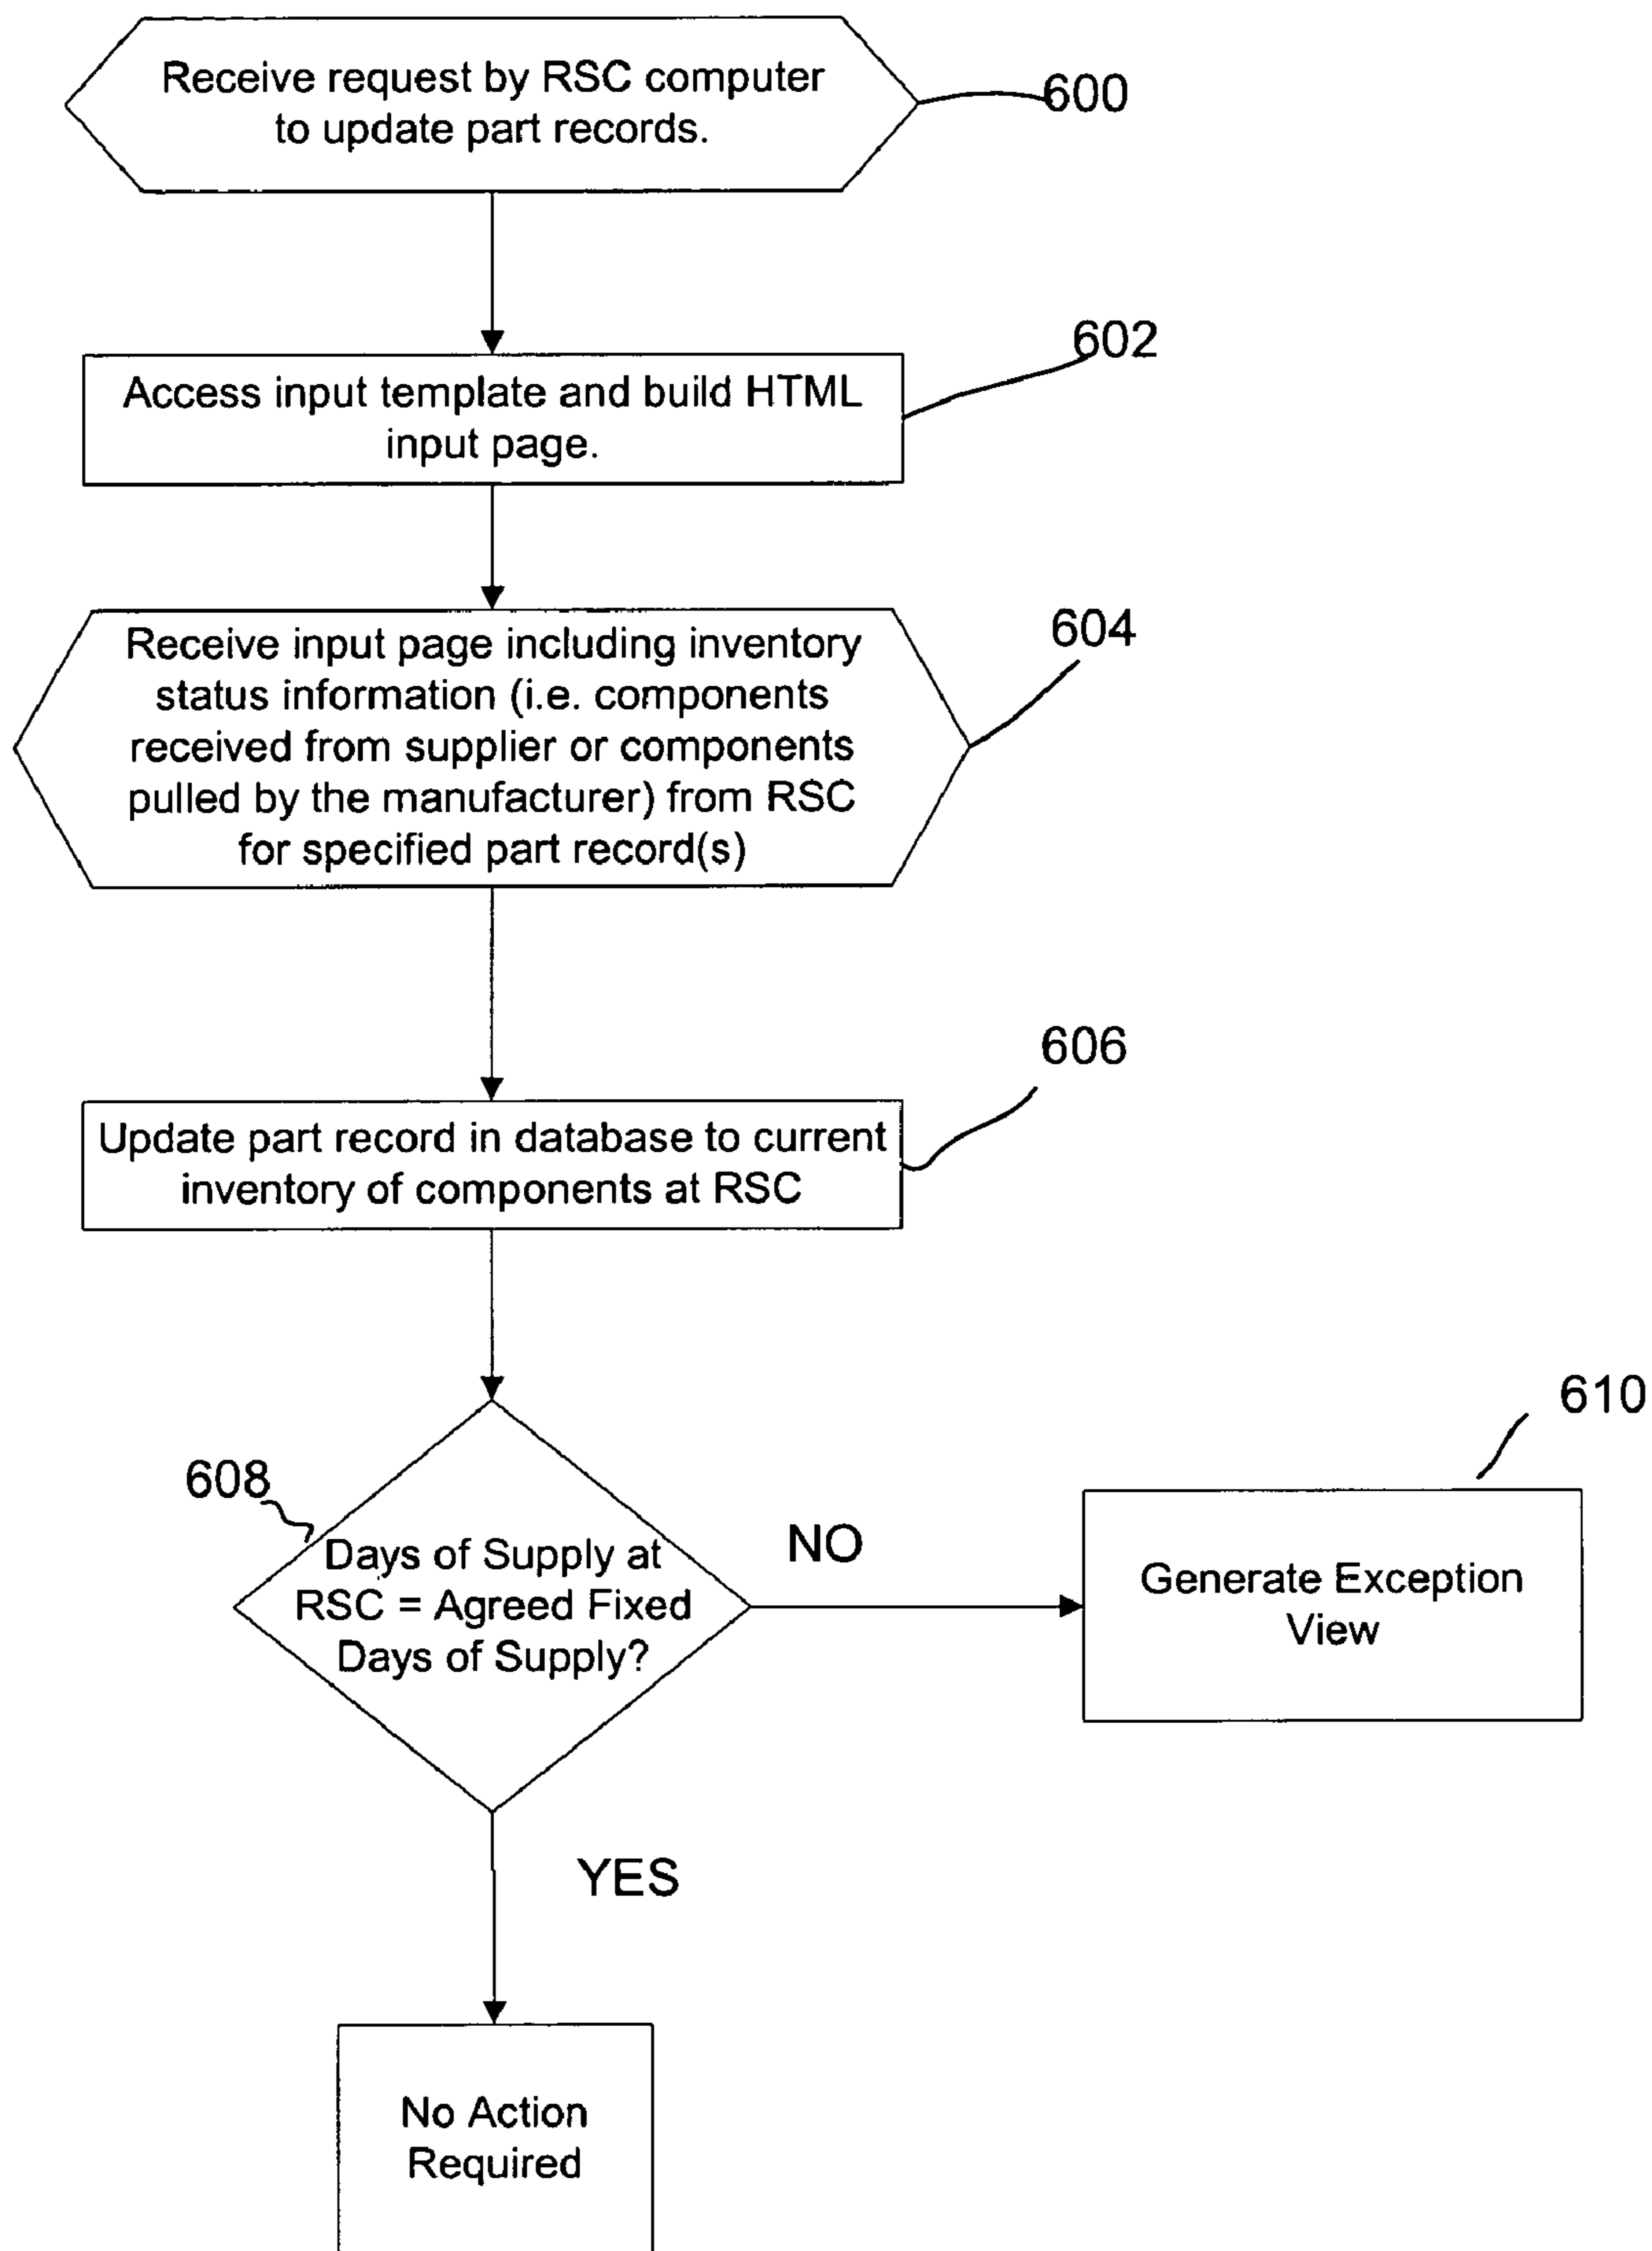 Receive request by RSC computer
to update part records.
600
602
Access input template and build HTML
input page.
604
Receive input page including inventory
status information (i.e. components
received from supplier or components
pulled by the manufacturer) from RSC
for specified part record(s)
606
Update part record in database to current
inventory of components at RSC
608
Days of Supply at
RSC = Agreed Fixed
Days of Supply?
NO
610
Generate Exception
View
YES
No Action
Required